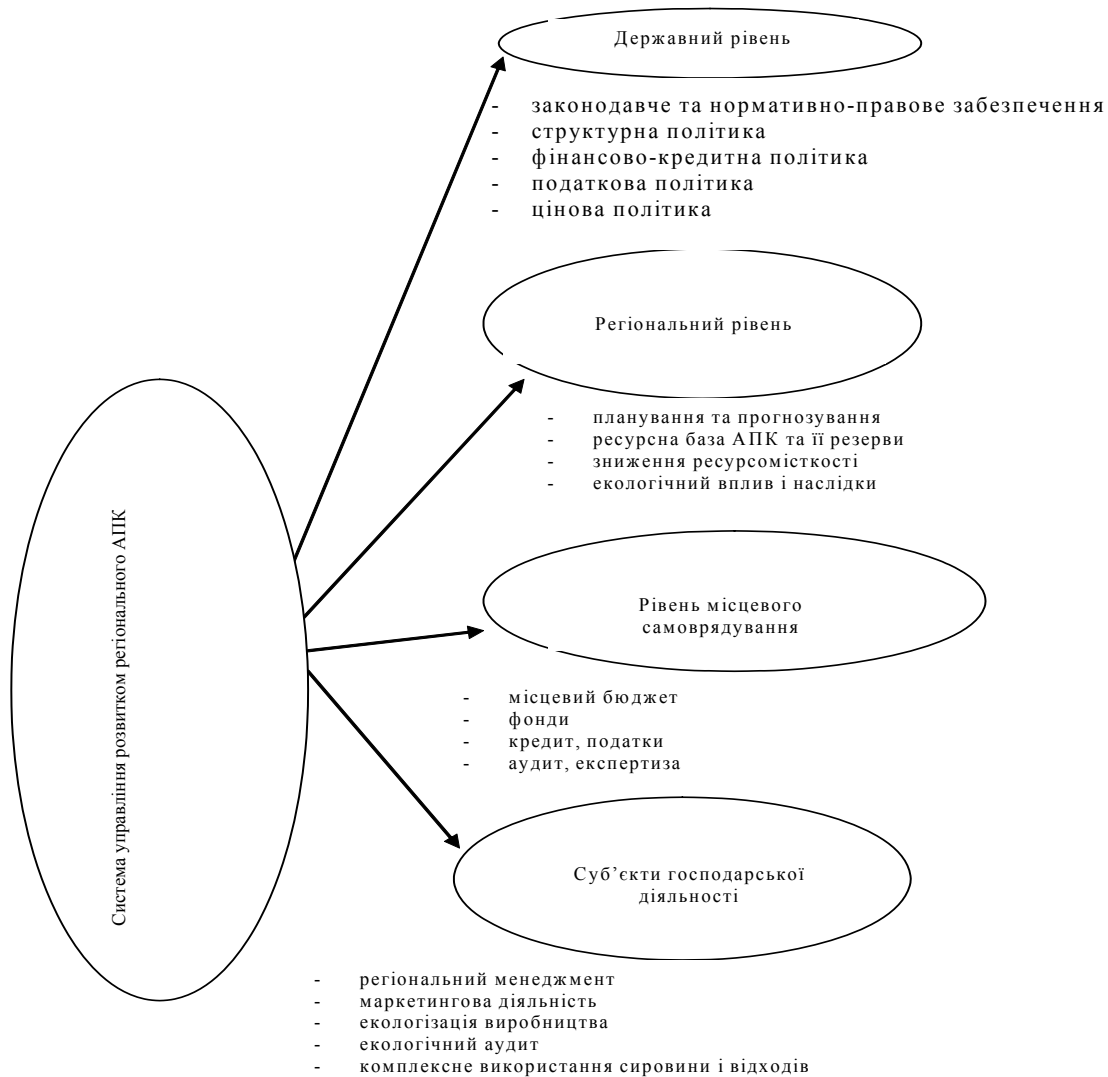 Державний рівень
- законодавче та нормативно-правове забезпечення
- структурна політика
- фінансово-кредитна політика
- податкова політика
- цінова політика
Регіональний рівень
- планування та прогнозування
- ресурсна база АПК та її резерви
- зниження ресурсомісткості
- екологічний вплив і наслідки
Система управління розвитком регіонального АПК
Рівень місцевого
самоврядування
- місцевий бюджет
- фонди
- кредит, податки
- аудит, експертиза
Суб’єкти господарської
діяльності
- регіональний менеджмент
- маркетингова діяльність
- екологізація виробництва
- екологічний аудит
- комплексне використання сировини і відходів